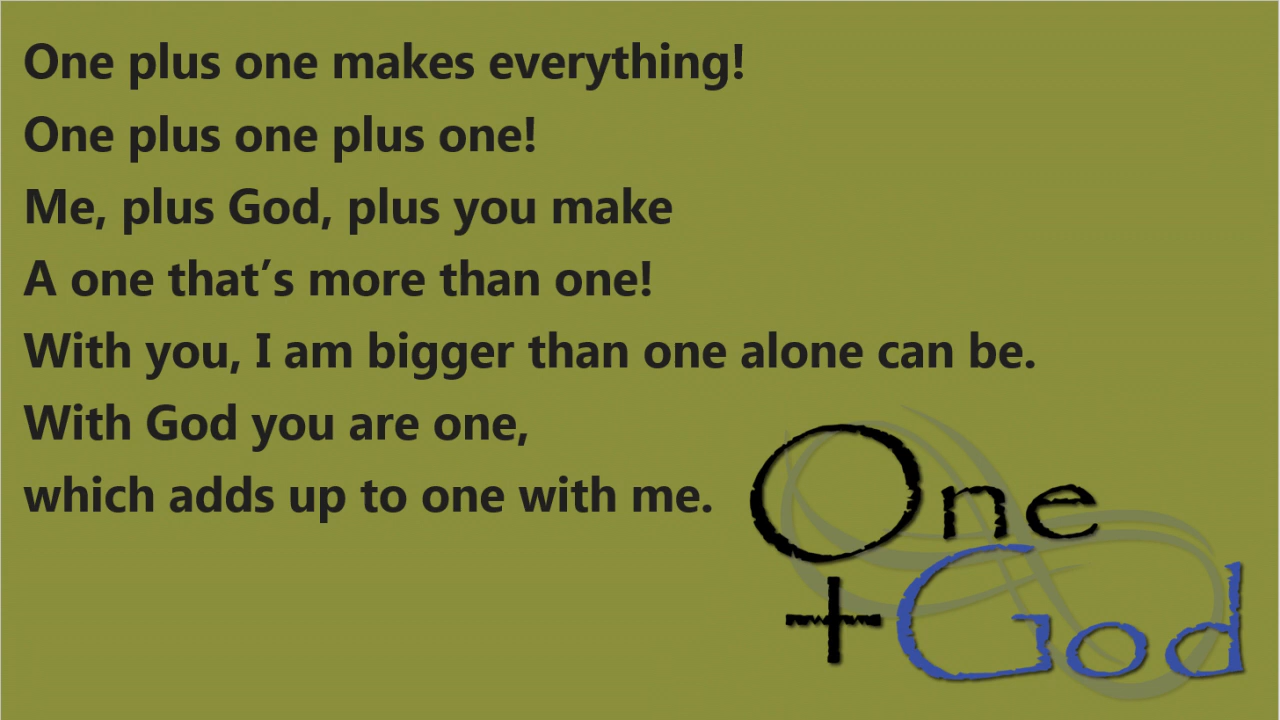 One plus one makes everything!
One plus one plus one!
Me, plus God, plus you make
A one that’s more than one!
With you, I am bigger than one alone can be.
With God you are one,
which adds up to one with me.
One
+God